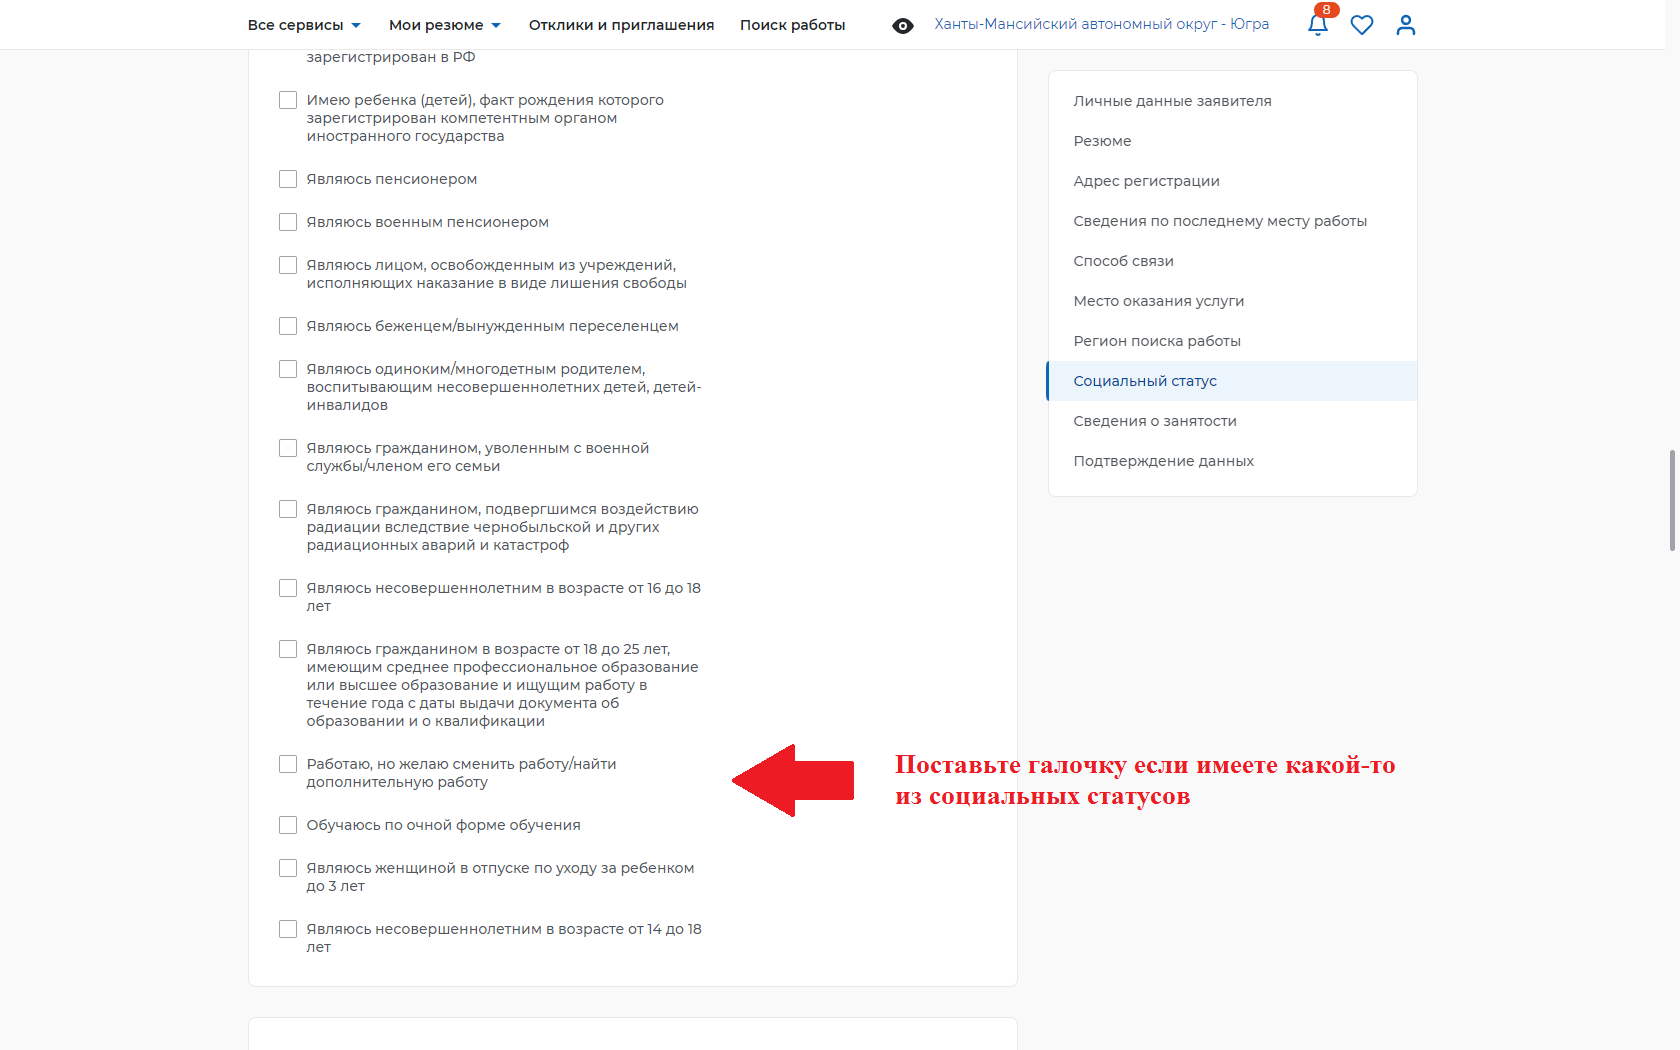 Все сервисы Мои резюме Отклики и приглашения Поиск работы Ханты-Мансийский автономный округ - Югра 8
зарегистрирован в РФ
Имею ребенка (детей), факт рождения которого
зарегистрирован компетентным органом
иностранного государства
Являюсь пенсионером
Являюсь военным пенсионером
Являюсь лицом, освобожденным из учреждений,
исполняющих наказание в виде лишения свободы
Являюсь беженцем/вынужденным переселенцем
Являюсь одиноким/многодетным родителем,
воспитывающим несовершеннолетних детей, детей-
инвалидов
Являюсь гражданином, уволенным с военной
службы/членом его семьи
Являюсь гражданином, подвергшимся воздействию
радиации вследствие чернобыльской и других
радиационных аварий и катастроф
Являюсь несовершеннолетним в возрасте от 16 до 18
лет
Являюсь гражданином в возрасте от 18 до 25 лет,
имеющим среднее профессиональное образование
или высшее образование и ищущим работу в
течение года с даты выдачи документа об
образовании и о квалификации
Работаю, но желаю сменить работу/найти
дополнительную работу
Обучаюсь по очной форме обучения
Являюсь женщиной в отпуске по уходу за ребенком
до 3 лет
Являюсь несовершеннолетним в возрасте от 14 до 18
лет
Поставьте галочку если имеете какой-то
из социальных статусов
Личные данные заявителя
Резюме
Адрес регистрации
Сведения по последнему месту работы
Способ связи
Место оказания услуги
Регион поиска работы
Социальный статус
Сведения о занятости
Подтверждение данных